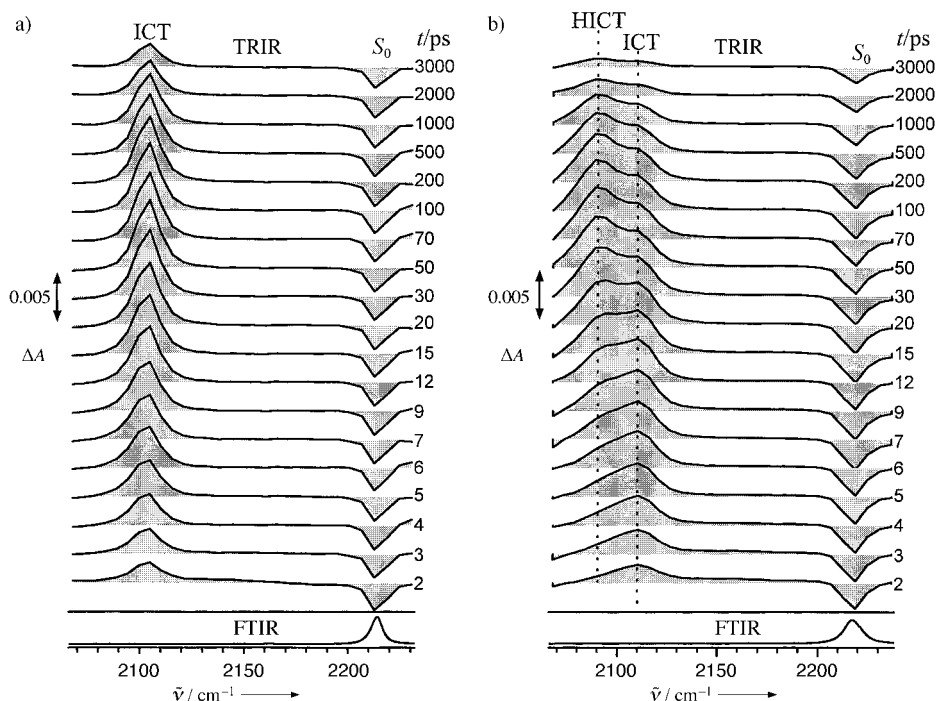 a)
ICT
TRIR
S₀
t/ps
3000
2000
1000
500
200
100
70
50
30
20
15
12
9
7
6
5
4
3
2
0.005
ΔA
FTIR
2100
2150
2200
ν̃ / cm⁻¹
b)
HICT
ICT
TRIR
S₀
t/ps
3000
2000
1000
500
200
100
70
50
30
20
15
12
9
7
6
5
4
3
2
0.005
ΔA
FTIR
2100
2150
2200
ν̃ / cm⁻¹